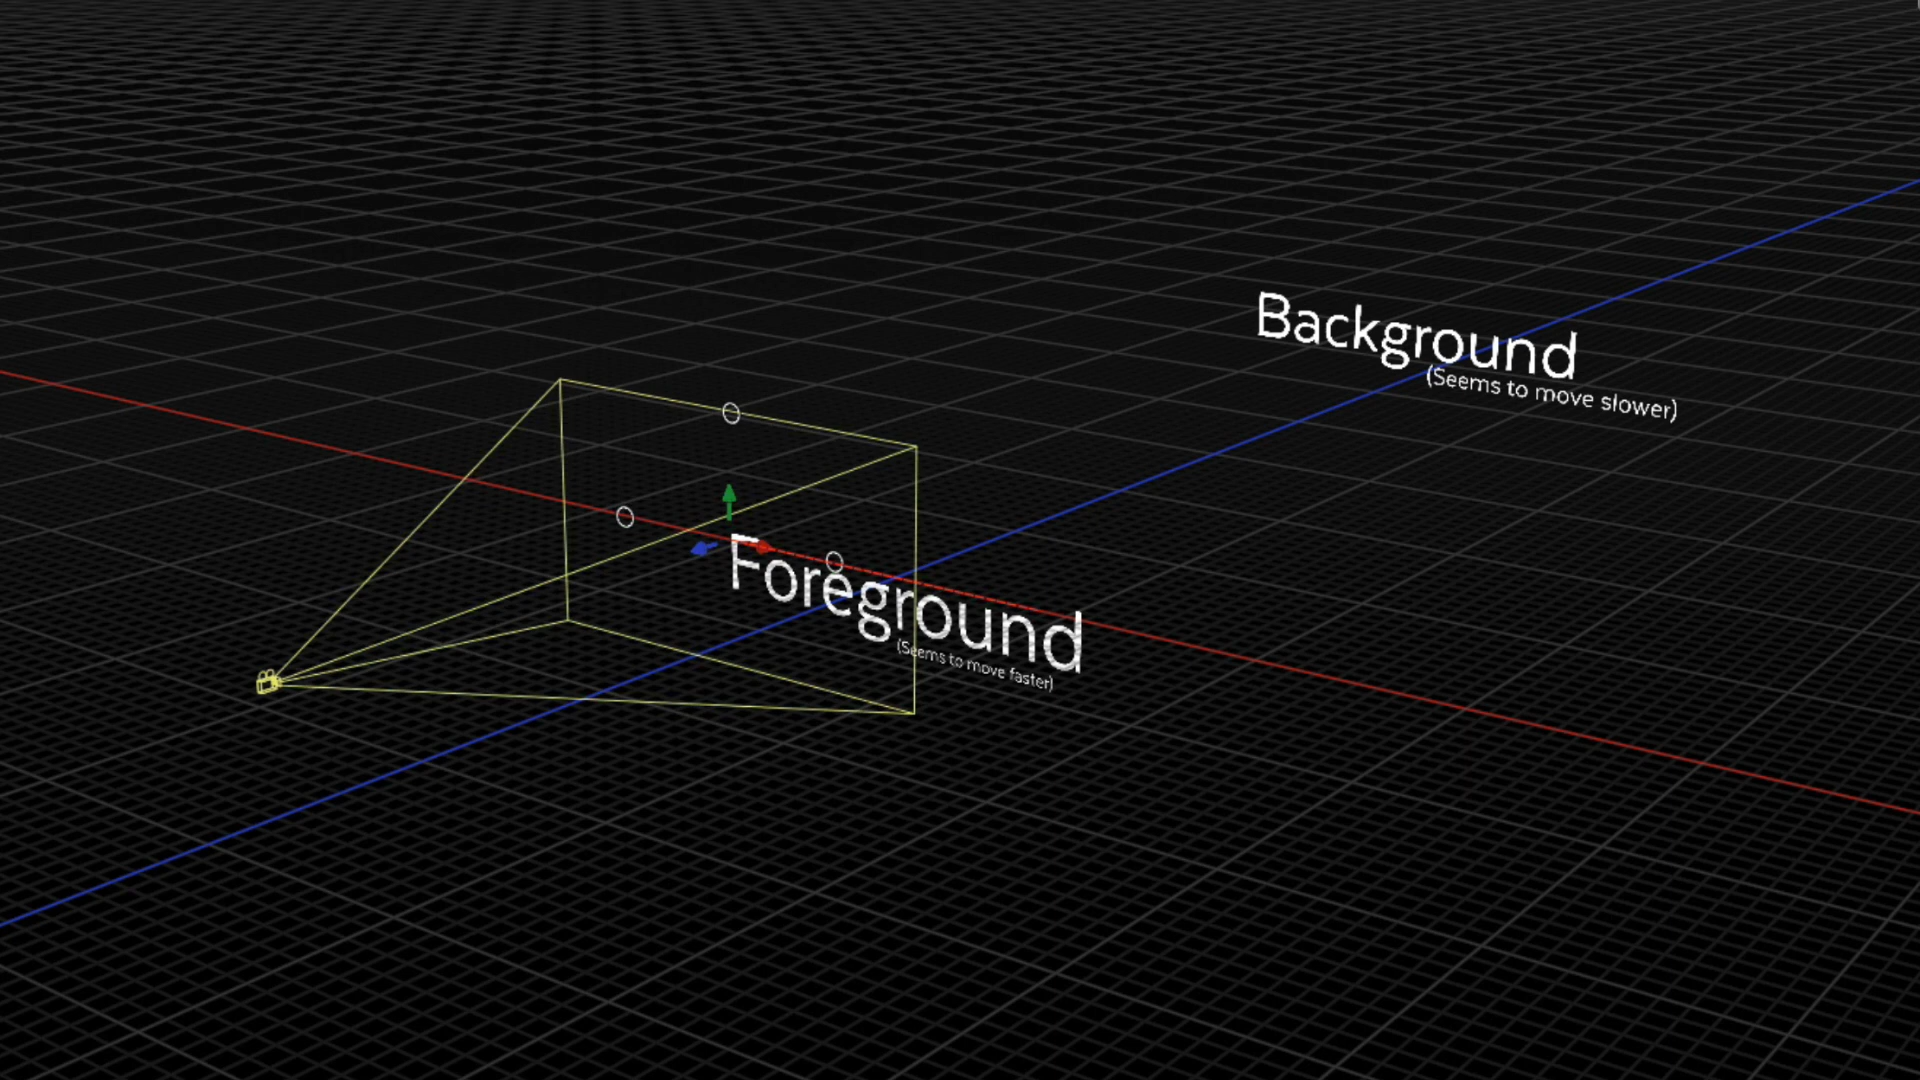 Background
(Seems to move slower)
Foreground
(Seems to move faster)